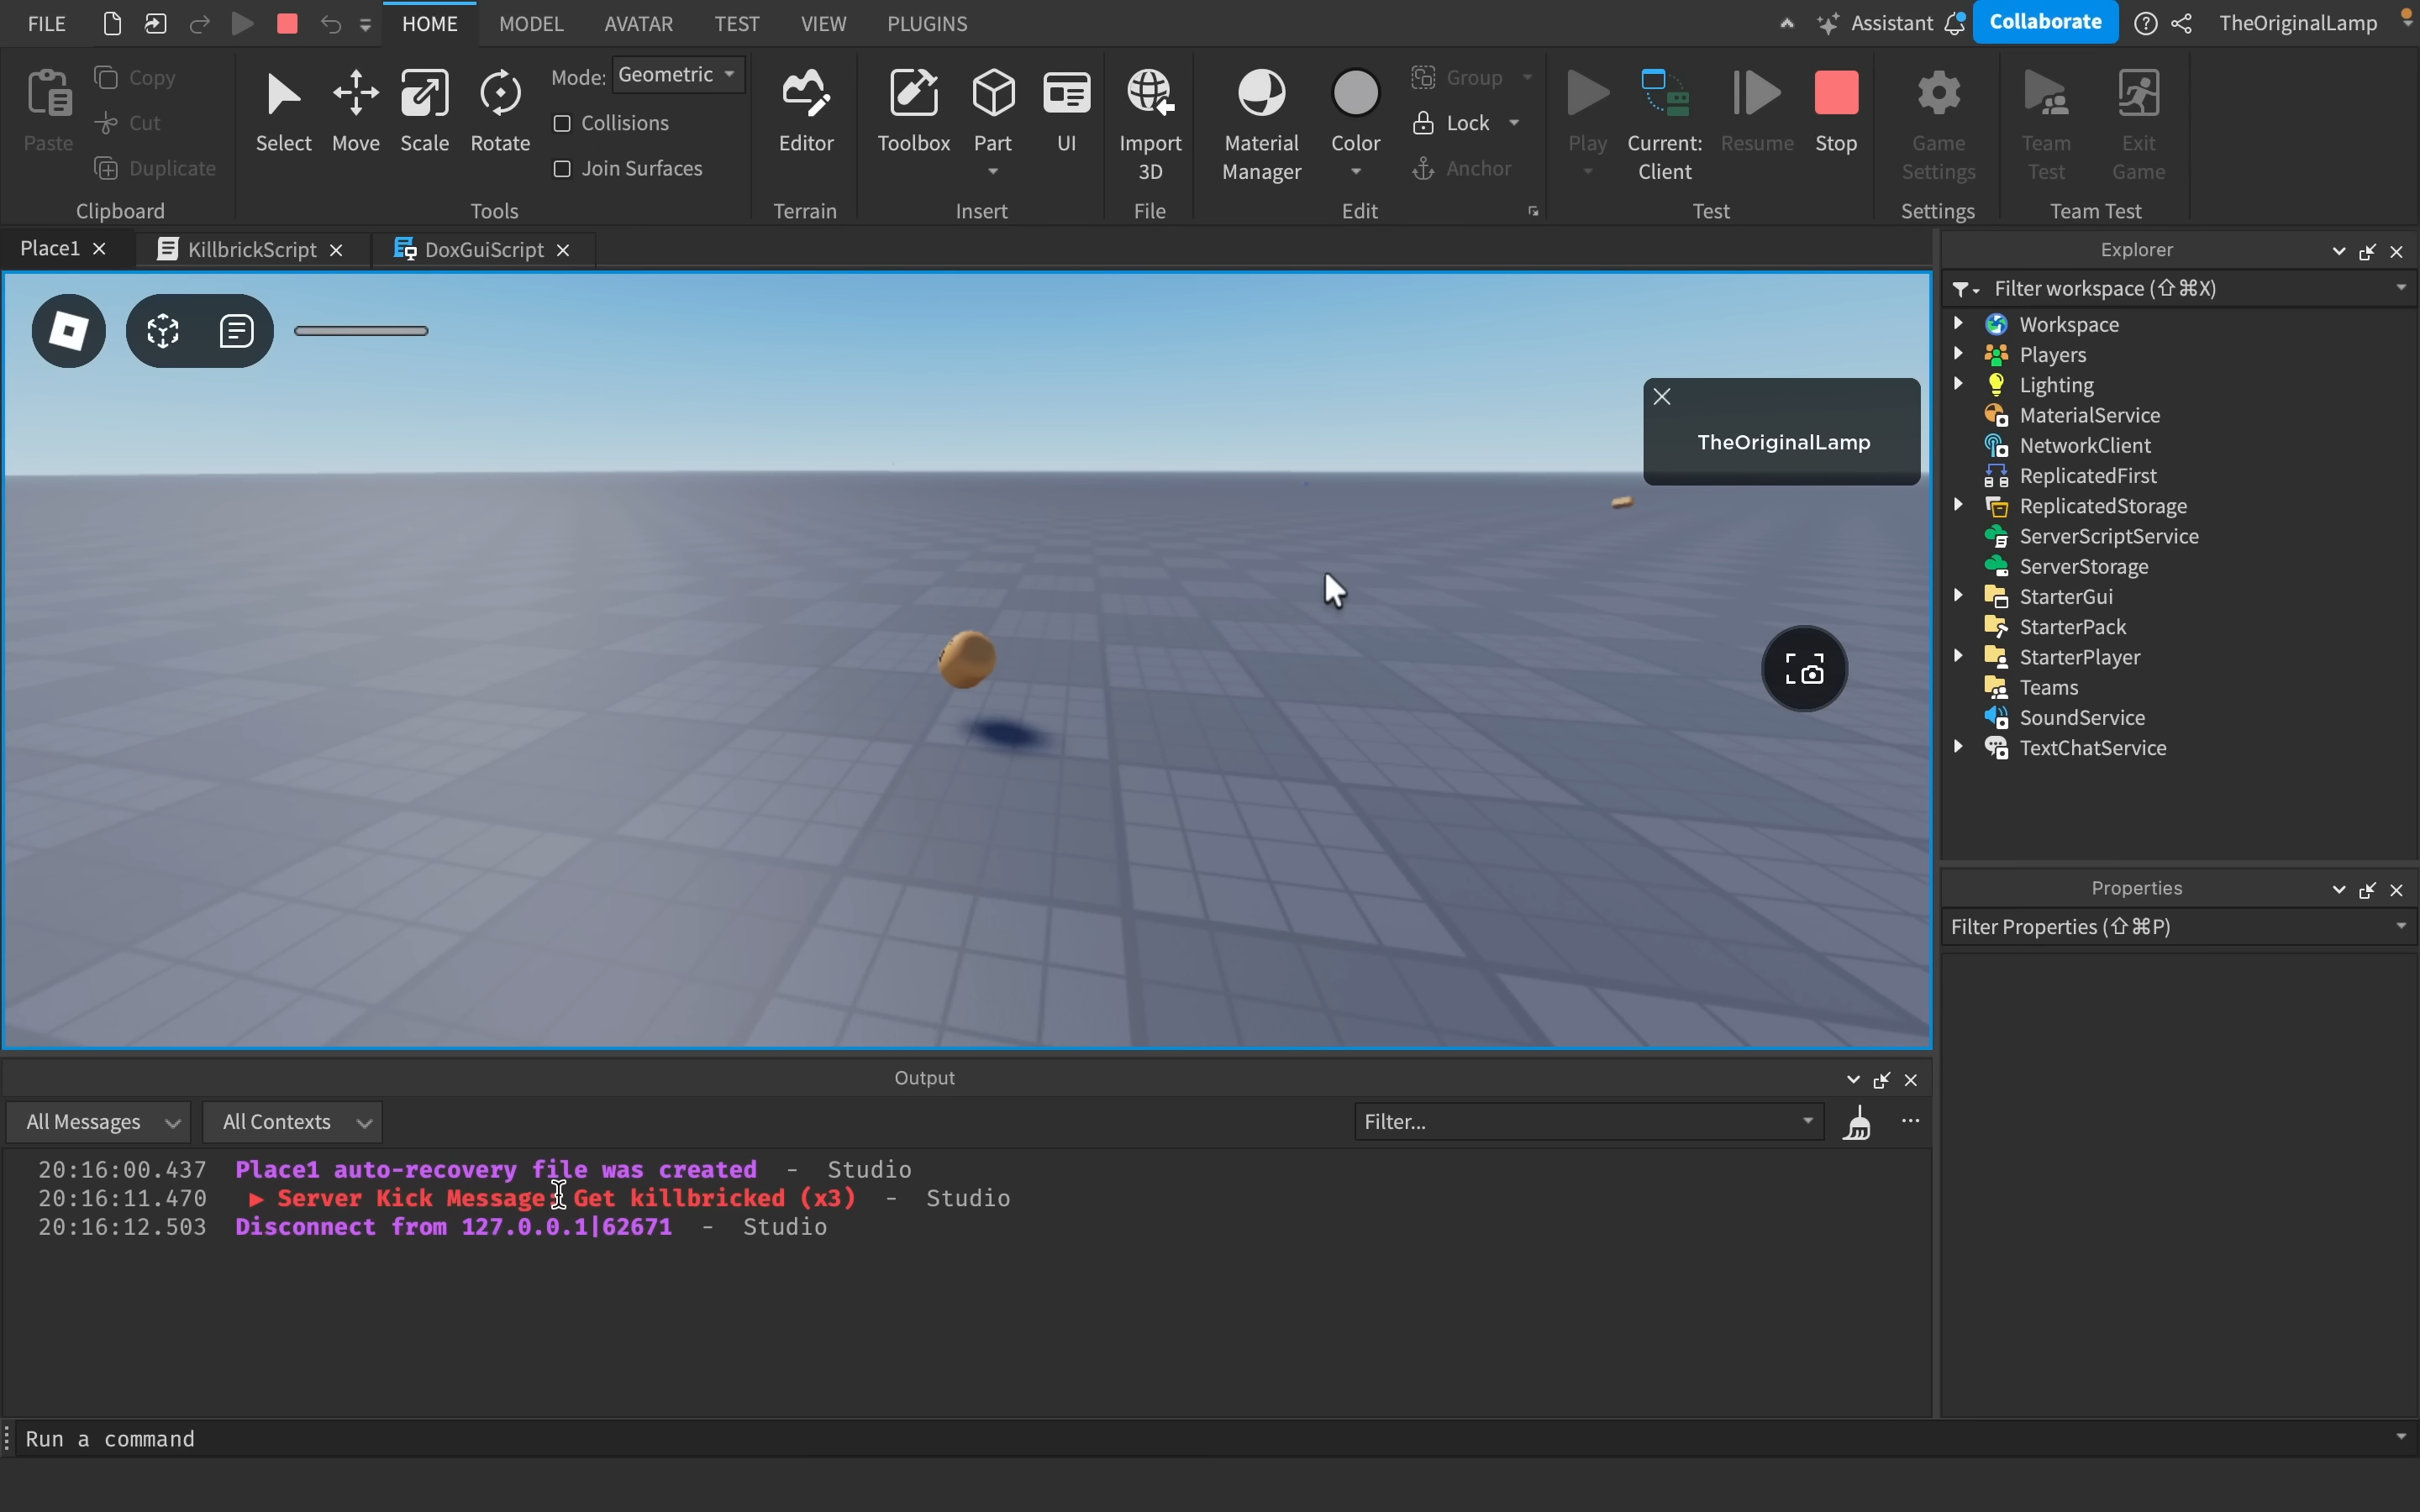 FILE HOME MODEL AVATAR TEST VIEW PLUGINS Assistant Collaborate TheOriginalLamp
Paste Copy Cut Duplicate
Clipboard
Select Move Scale Rotate
Mode: Geometric
Collisions
Join Surfaces
Tools
Editor
Terrain
Toolbox Part UI
Insert
Import
3D
File
Material
Manager
Color
Group
Lock
Anchor
Edit
Play
Current:
Client
Resume Stop
Test
Game
Settings
Settings
Team
Test
Exit
Game
Team Test
Place1 KillbrickScript DoxGuiScript
TheOriginalLamp
Explorer
Filter workspace (⇧⌘X)
Workspace
Players
Lighting
MaterialService
NetworkClient
ReplicatedFirst
ReplicatedStorage
ServerScriptService
ServerStorage
StarterGui
StarterPack
StarterPlayer
Teams
SoundService
TextChatService
Properties
Filter Properties (⇧⌘P)
Output
All Messages All Contexts Filter...
20:16:00.437 Place1 auto-recovery file was created - Studio
20:16:11.470 ▶ Server Kick Message: Get killbricked (x3) - Studio
20:16:12.503 Disconnect from 127.0.0.1|62671 - Studio
Run a command